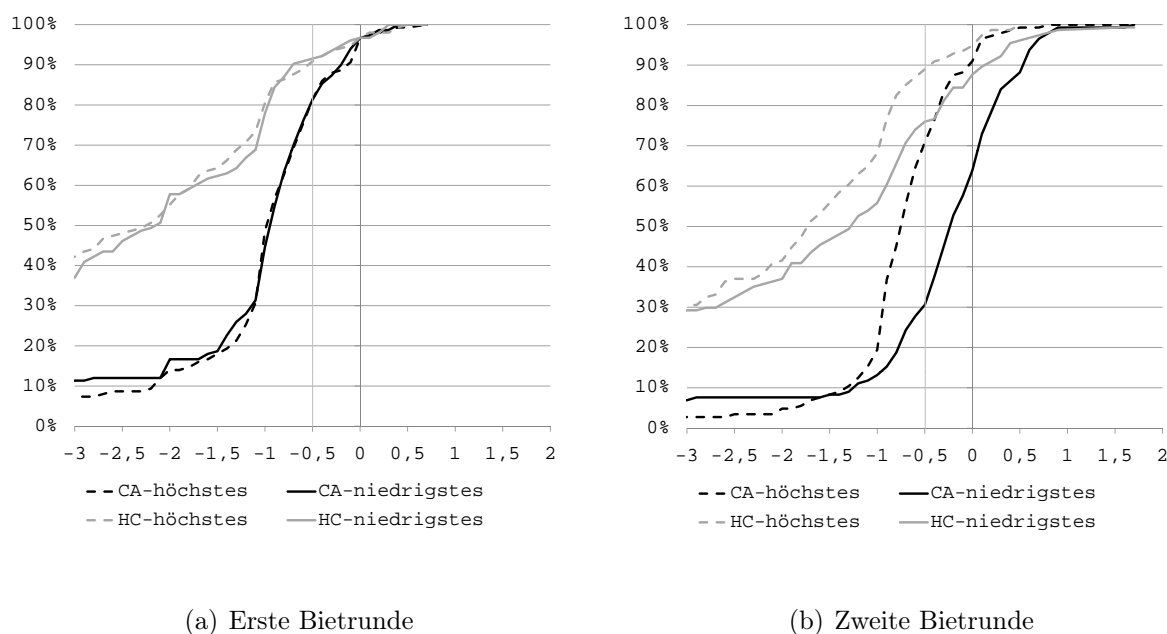 100%
90%
80%
70%
60%
50%
40%
30%
20%
10%
0%
-3 -2,5 -2 -1,5 -1 -0,5 0 0,5 1 1,5 2
CA-höchstes CA-niedrigstes
HC-höchstes HC-niedrigstes
(a) Erste Bietrunde
100%
90%
80%
70%
60%
50%
40%
30%
20%
10%
0%
-3 -2,5 -2 -1,5 -1 -0,5 0 0,5 1 1,5 2
CA-höchstes CA-niedrigstes
HC-höchstes HC-niedrigstes
(b) Zweite Bietrunde